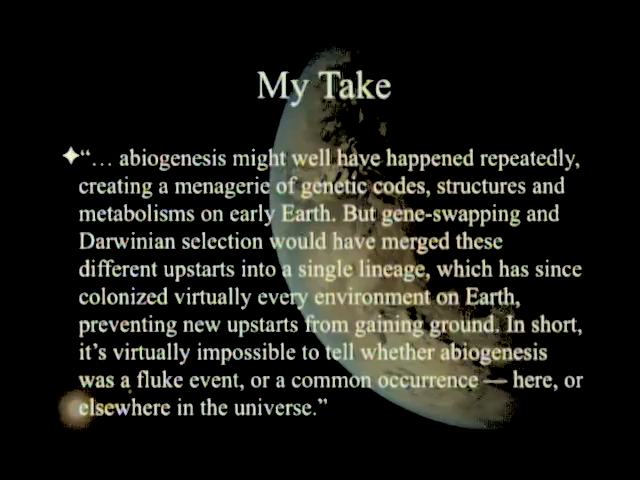 My Take
“… abiogenesis might well have happened repeatedly,
creating a menagerie of genetic codes, structures and
metabolisms on early Earth. But gene-swapping and
Darwinian selection would have merged these
different upstarts into a single lineage, which has since
colonized virtually every environment on Earth,
preventing new upstarts from gaining ground. In short,
it’s virtually impossible to tell whether abiogenesis
was a fluke event, or a common occurrence — here, or
elsewhere in the universe.”